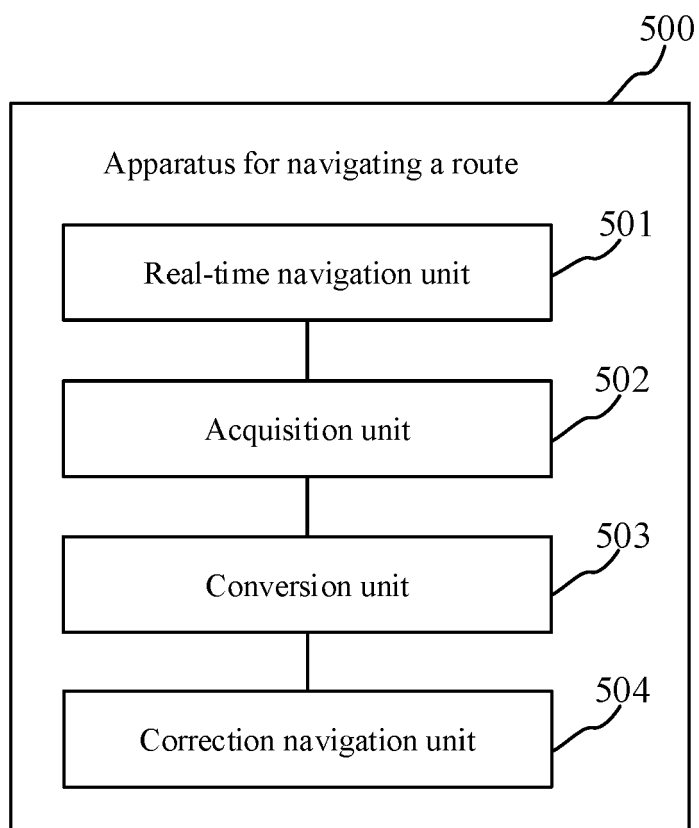 500
Apparatus for navigating a route
501
Real-time navigation unit
502
Acquisition unit
503
Conversion unit
504
Correction navigation unit